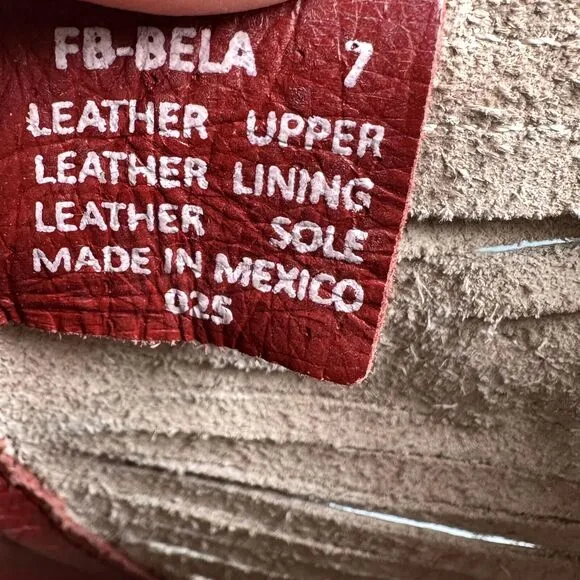 FB-BELA 7
LEATHER UPPER
LEATHER LINING
LEATHER SOLE
MADE IN MEXICO
025